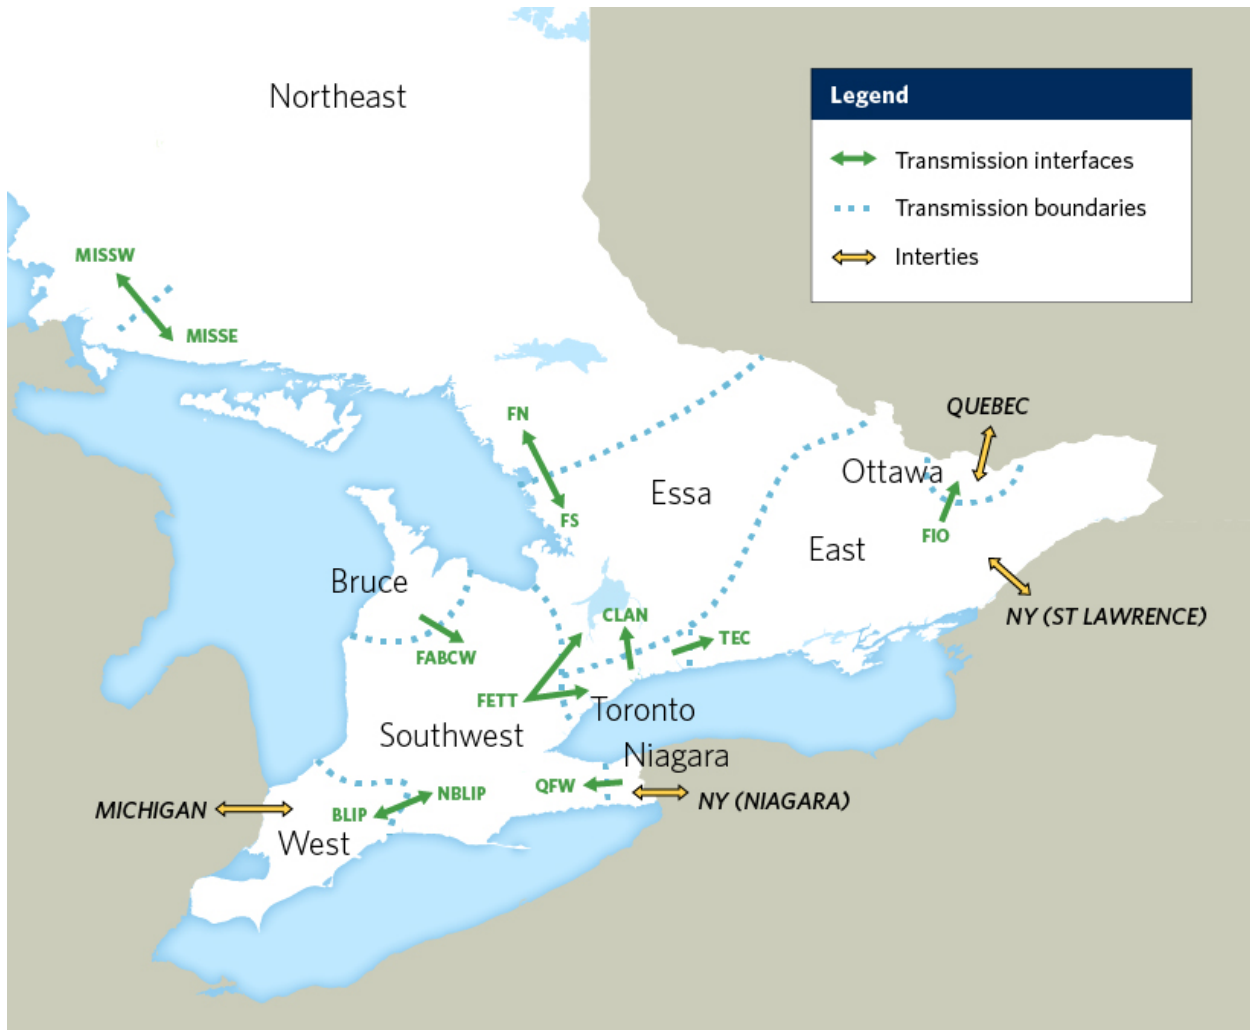 Northeast
Legend
Transmission interfaces
Transmission boundaries
Interties
MISSW
MISSE
FN
QUEBEC
Ottawa
Essa
FS
FIO
East
Bruce
NY (ST LAWRENCE)
CLAN
TEC
FABCW
FETT
Toronto
Southwest
Niagara
QFW
NBLIP
NY (NIAGARA)
MICHIGAN
BLIP
West